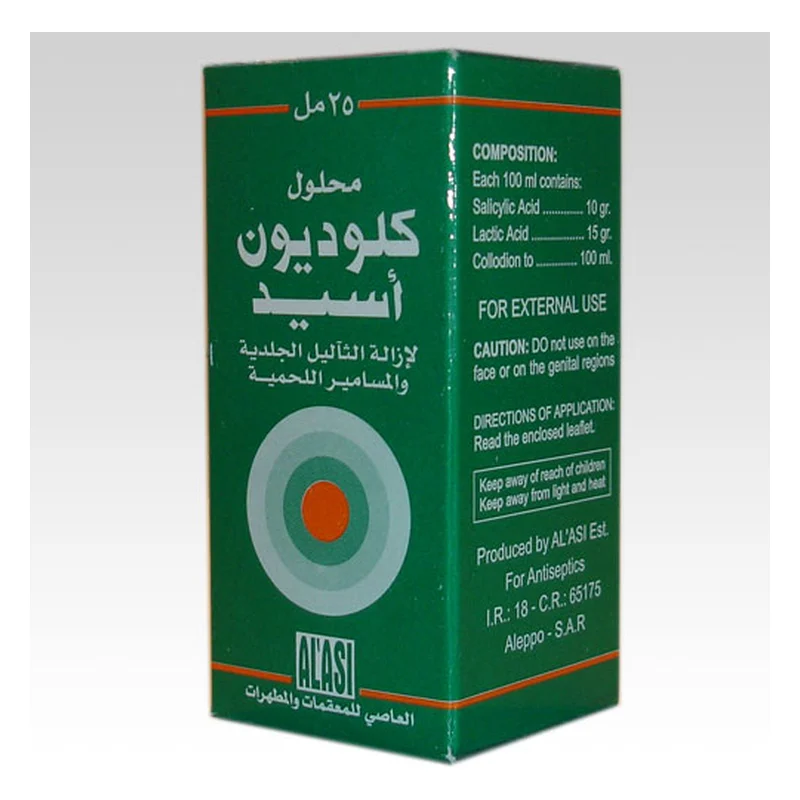 ٢٥ مل
محلول
كلوديون
أسيد
لإزالة الثآليل الجلدية
والمسامير اللحمية
AL'ASI
العاصي للمعقمات والمطهرات
COMPOSITION:
Each 100 ml contains:
Salicylic Acid ............. 10 gr.
Lactic Acid ................. 15 gr.
Collodion to ............. 100 ml.
FOR EXTERNAL USE
CAUTION: DO not use on the
face or on the genital regions
DIRECTIONS OF APPLICATION:
Read the enclosed leaflet.
Keep away of reach of children
Keep away from light and heat
Produced by AL'ASI Est.
For Antiseptics
I.R.: 18 - C.R.: 65175
Aleppo - S.A.R